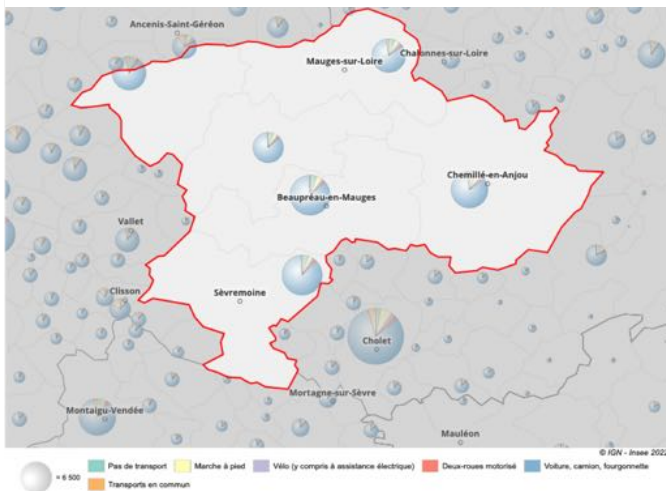 Ancenis-Saint-Géréon
Mauges-sur-Loire
Chalonnes-sur-Loire
Chemillé-en-Anjou
Beaupréau-en-Mauges
Vallet
Clisson
Sèvremoine
Cholet
Mortagne-sur-Sèvre
Montaigu-Vendée
Mauléon
© IGN - Insee 2022
= 6 500
Pas de transport
Marche à pied
Vélo (y compris à assistance électrique)
Deux-roues motorisé
Voiture, camion, fourgonnette
Transports en commun